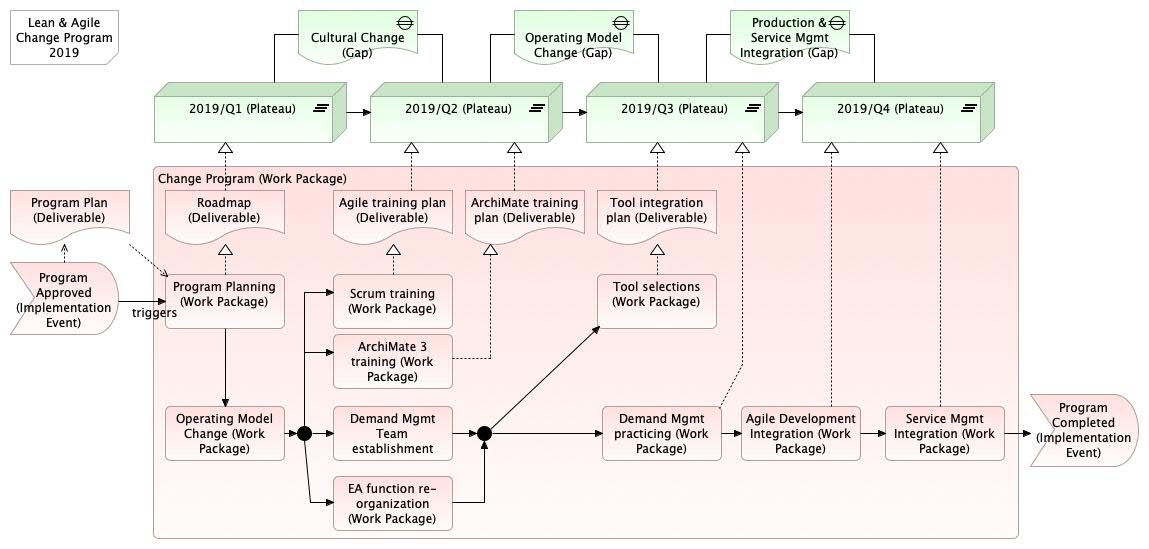 Lean & Agile
Change Program
2019
Cultural Change
(Gap)
Operating Model
Change (Gap)
Production &
Service Mgmt
Integration (Gap)
2019/Q1 (Plateau)
2019/Q2 (Plateau)
2019/Q3 (Plateau)
2019/Q4 (Plateau)
Change Program (Work Package)
Program Plan
(Deliverable)
Roadmap
(Deliverable)
Agile training plan
(Deliverable)
ArchiMate training
plan (Deliverable)
Tool integration
plan (Deliverable)
Program
Approved
(Implementation
Event)
triggers
Program Planning
(Work Package)
Scrum training
(Work Package)
Tool selections
(Work Package)
ArchiMate 3
training (Work
Package)
Operating Model
Change (Work
Package)
Demand Mgmt
Team
establishment
Demand Mgmt
practicing (Work
Package)
Agile Development
Integration (Work
Package)
Service Mgmt
Integration (Work
Package)
Program
Completed
(Implementation
Event)
EA function re-
organization
(Work Package)